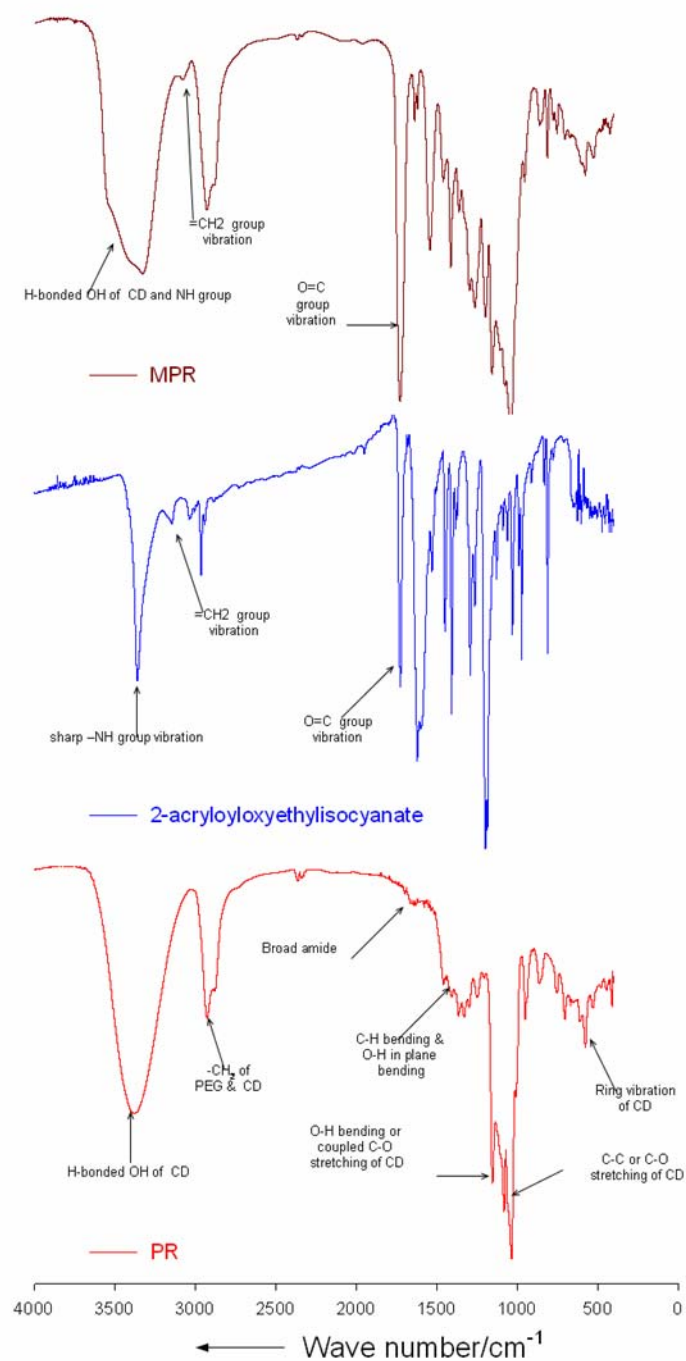 =CH2 group
vibration
H-bonded OH of CD and NH group
O=C
group
vibration
MPR
=CH2 group
vibration
sharp –NH group vibration
O=C group
vibration
2-acryloyloxyethylisocyanate
Broad amide
C-H bending &
O-H in plane
bending
-CH2 of
PEG & CD
Ring vibration
of CD
O-H bending or
coupled C-O
stretching of CD
C-C or C-O
stretching of CD
H-bonded OH of CD
PR
4000 3500 3000 2500 2000 1500 1000 500 0
Wave number/cm-1